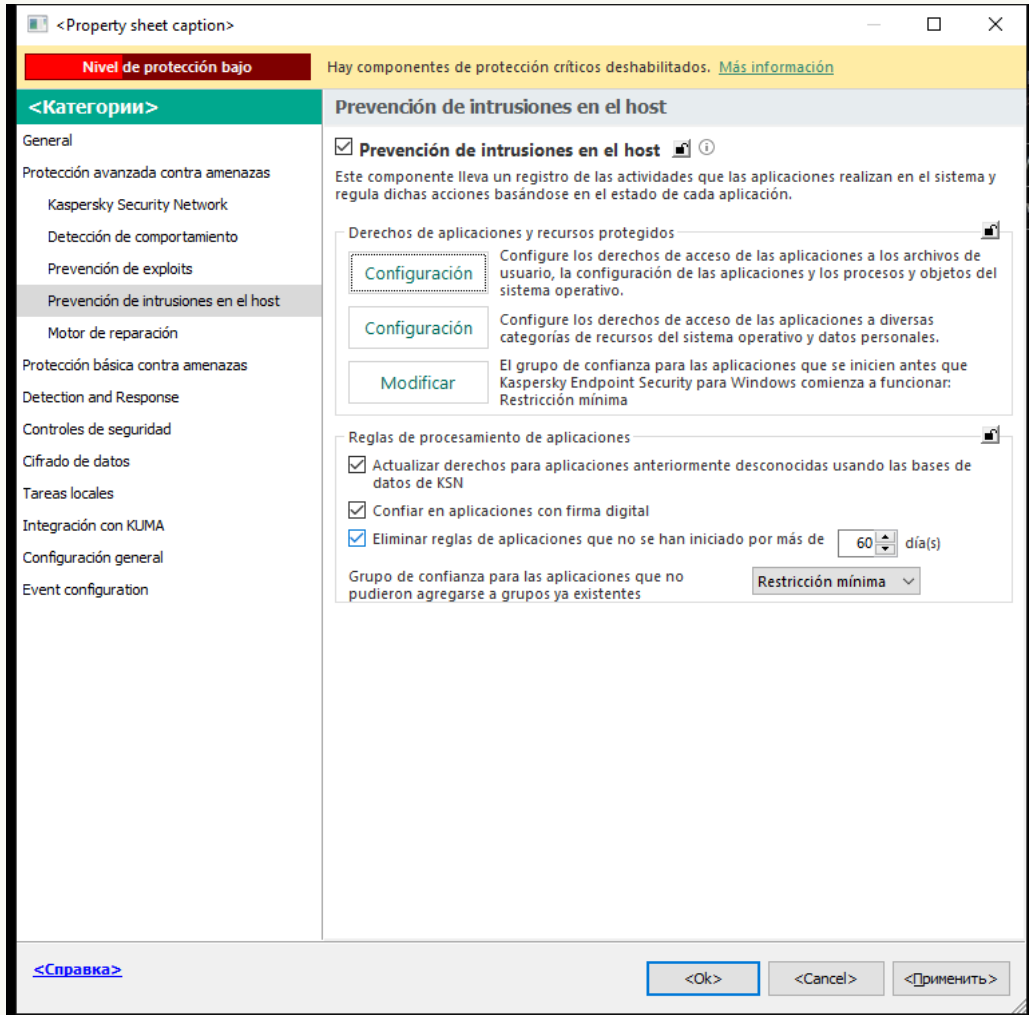 <Property sheet caption>
Nivel de protección bajo
Hay componentes de protección críticos deshabilitados. Más información
<Категории>
General
Protección avanzada contra amenazas
Kaspersky Security Network
Detección de comportamiento
Prevención de exploits
Prevención de intrusiones en el host
Motor de reparación
Protección básica contra amenazas
Detection and Response
Controles de seguridad
Cifrado de datos
Tareas locales
Integración con KUMA
Configuración general
Event configuration
Prevención de intrusiones en el host
Prevención de intrusiones en el host
Este componente lleva un registro de las actividades que las aplicaciones realizan en el sistema y
regula dichas acciones basándose en el estado de cada aplicación.
Derechos de aplicaciones y recursos protegidos
Configuración
Configure los derechos de acceso de las aplicaciones a los archivos de
usuario, la configuración de las aplicaciones y los procesos y objetos del
sistema operativo.
Configuración
Configure los derechos de acceso de las aplicaciones a diversas
categorías de recursos del sistema operativo y datos personales.
Modificar
El grupo de confianza para las aplicaciones que se inicien antes que
Kaspersky Endpoint Security para Windows comienza a funcionar:
Restricción mínima
Reglas de procesamiento de aplicaciones
Actualizar derechos para aplicaciones anteriormente desconocidas usando las bases de
datos de KSN
Confiar en aplicaciones con firma digital
Eliminar reglas de aplicaciones que no se han iniciado por más de 60 día(s)
Grupo de confianza para las aplicaciones que no
pudieron agregarse a grupos ya existentes
Restricción mínima
<Справка>
<Ok>
<Cancel>
<Применить>